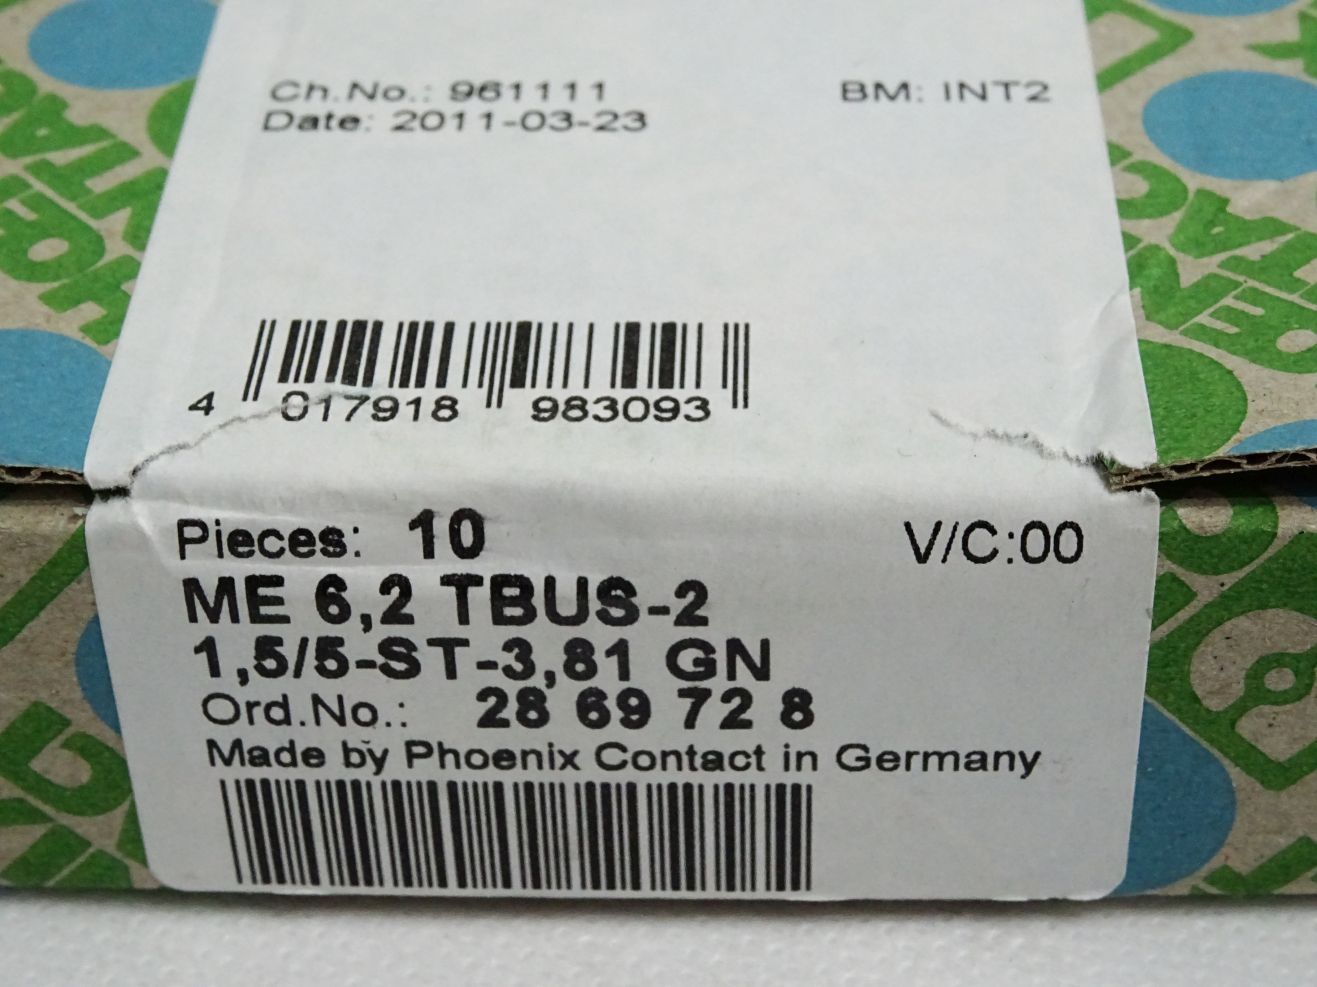 Ch.No.: 961111 BM: INT2
Date: 2011-03-23
4 017918 983093
Pieces: 10 V/C:00
ME 6,2 TBUS-2
1,5/5-ST-3,81 GN
Ord.No.: 28 69 72 8
Made by Phoenix Contact in Germany